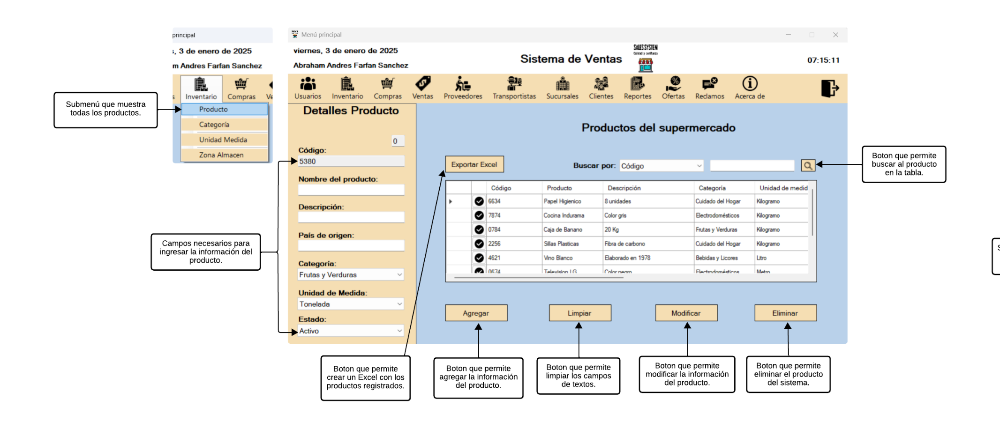 principal
, 3 de enero de 2025
m Andres Farfan Sanchez
s Inventario Compras Ve
Producto
Categoría
Unidad Medida
Zona Almacen
Submenú que muestra
todas los productos.
Menú principal
viernes, 3 de enero de 2025
Abraham Andres Farfan Sanchez
Sistema de Ventas
SALES SYSTEM
Calidad y confianza
07:15:11
Usuarios Inventario Compras Ventas Proveedores Transportistas Sucursales Clientes Reportes Ofertas Reclamos Acerca de
Detalles Producto
0
Código:
5380
Nombre del producto:
Descripción:
País de origen:
Categoría:
Frutas y Verduras
Unidad de Medida:
Tonelada
Estado:
Activo
Campos necesarios para
ingresar la información del
producto.
Productos del supermercado
Exportar Excel
Buscar por: Código
Boton que permite
buscar al producto
en la tabla.
Código Producto Descripción Categoría Unidad de medid
6634 Papel Higienico 8 unidades Cuidado del Hogar Kilogramo
7874 Cocina Indurama Color gris Electrodomésticos Kilogramo
0784 Caja de Banano 20 Kg Frutas y Verduras Kilogramo
2256 Sillas Plasticas Fibra de carbono Cuidado del Hogar Kilogramo
4621 Vino Blanco Elaborado en 1978 Bebidas y Licores Litro
0674 Television LG Color negro Electrodomésticos Metro
Agregar Limpiar Modificar Eliminar
Boton que permite
crear un Excel con los
productos registrados.
Boton que permite
agregar la información
del producto.
Boton que permite
limpiar los campos
de textos.
Boton que permite
modificar la información
del producto.
Boton que permite
eliminar el producto
del sistema.